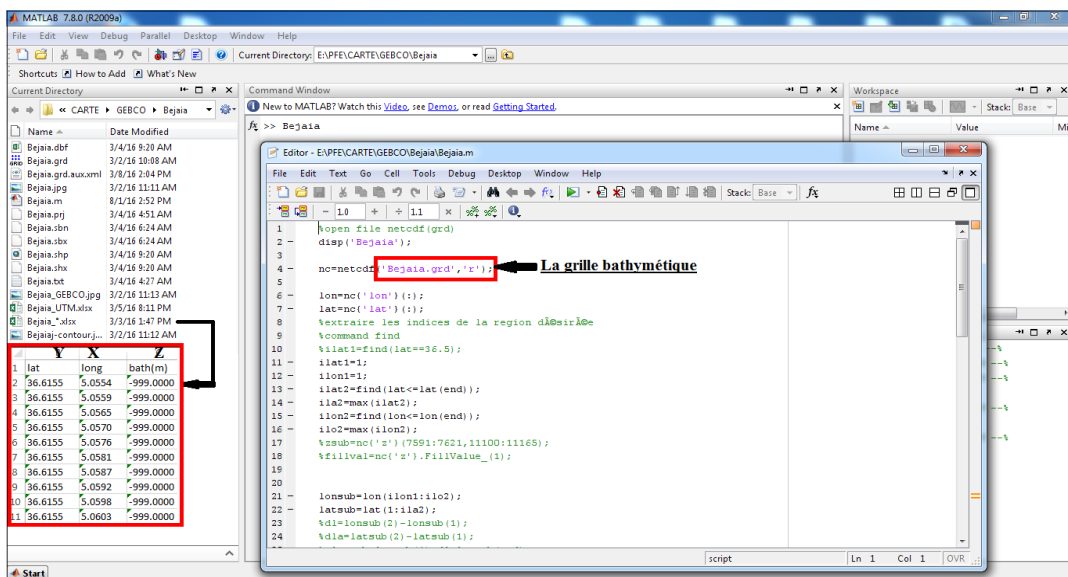 MATLAB 7.8.0 (R2009a)
File Edit View Debug Parallel Desktop Window Help
Current Directory: E:\PFE\CARTE\GEBCO\Bejaia
Shortcuts How to Add What's New
Current Directory
« CARTE ▸ GEBCO ▸ Bejaia
Name Date Modified
Bejaia.dbf 3/4/16 9:20 AM
Bejaia.grd 3/2/16 10:08 AM
Bejaia.grd.aux.xml 3/8/16 2:04 PM
Bejaia.jpg 3/2/16 11:11 AM
Bejaia.m 8/1/16 2:52 PM
Bejaia.prj 3/4/16 4:51 AM
Bejaia.sbn 3/4/16 6:24 AM
Bejaia.sbx 3/4/16 6:24 AM
Bejaia.shp 3/4/16 9:20 AM
Bejaia.shx 3/4/16 9:20 AM
Bejaia.txt 3/4/16 4:27 AM
Bejaia_GEBCO.jpg 3/2/16 11:13 AM
Bejaia_UTM.xlsx 3/5/16 8:11 PM
Bejaia_°.xlsx 3/3/16 1:47 PM
Bejaiaj-contour.j... 3/2/16 11:12 AM
Y X Z
1 lat long bath(m)
2 36.6155 5.0554 -999.0000
3 36.6155 5.0559 -999.0000
4 36.6155 5.0565 -999.0000
5 36.6155 5.0570 -999.0000
6 36.6155 5.0576 -999.0000
7 36.6155 5.0581 -999.0000
8 36.6155 5.0587 -999.0000
9 36.6155 5.0592 -999.0000
10 36.6155 5.0598 -999.0000
11 36.6155 5.0603 -999.0000
Start
Command Window
New to MATLAB? Watch this Video, see Demos, or read Getting Started.
fx >> Bejaia
Workspace
Stack: Base
Name Value Mi
Editor - E:\PFE\CARTE\GEBCO\Bejaia\Bejaia.m
File Edit Text Go Cell Tools Debug Desktop Window Help
Stack: Base fx
- 1.0 + ÷ 1.1 ×
1 %open file netcdf(grd)
2 - disp('Bejaia');
3
4 - nc=netcdf('Bejaia.grd','r'); La grille bathymétique
5
6 - lon=nc('lon')(:);
7 - lat=nc('lat')(:);
8 %extraire les indices de la region dÃ©sirÃ©e
9 %command find
10 %ilat1=find(lat==36.5);
11 - ilat1=1;
12 - ilon1=1;
13 - ilat2=find(lat<=lat(end));
14 - ila2=max(ilat2);
15 - ilon2=find(lon<=lon(end));
16 - ilo2=max(ilon2);
17 %zsub=nc('z')(7591:7621,11100:11165);
18 %fillval=nc('z').FillValue_(1);
19
20
21 - lonsub=lon(ilon1:ilo2);
22 - latsub=lat(1:ila2);
23 %dl=lonsub(2)-lonsub(1);
24 %dla=latsub(2)-latsub(1);
script Ln 1 Col 1 OVR
--%
--%
--%
--%
--%